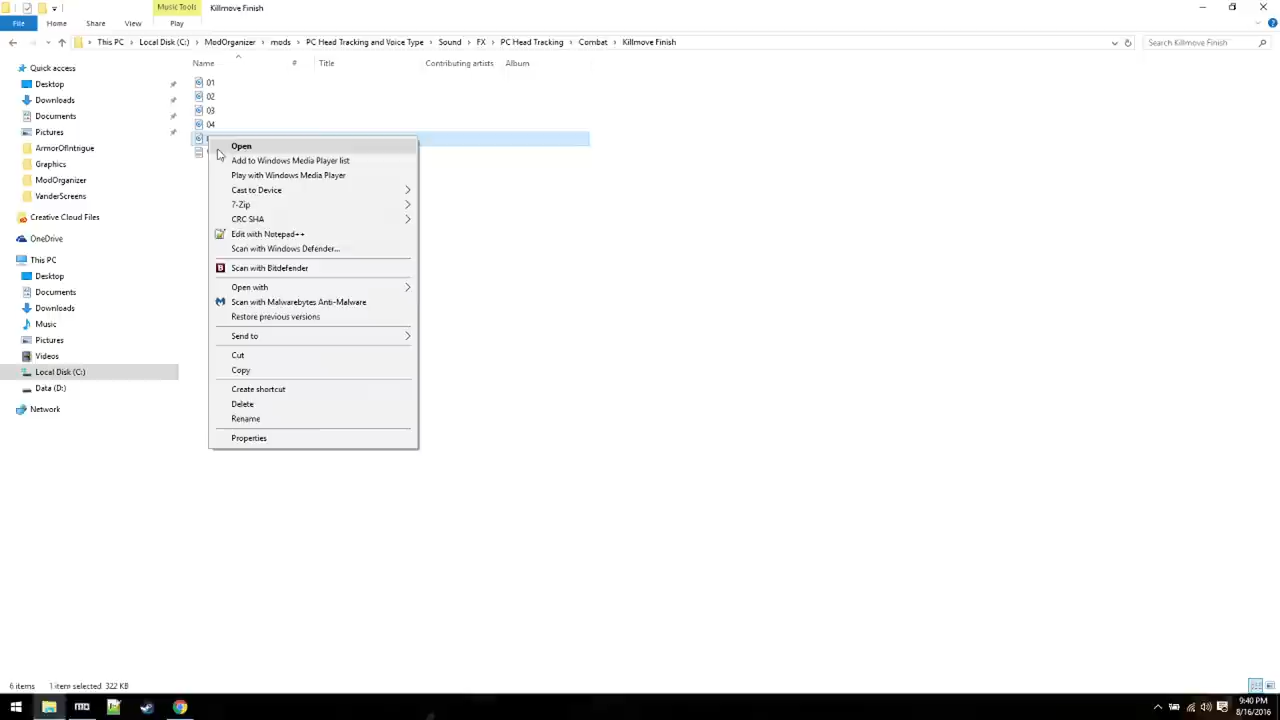 Music Tools Killmove Finish
File Home Share View Play
This PC Local Disk (C:) ModOrganizer mods PC Head Tracking and Voice Type Sound FX PC Head Tracking Combat Killmove Finish Search Killmove Finish
Name # Title Contributing artists Album
Quick access
Desktop
Downloads
Documents
Pictures
ArmorOfIntrigue
Graphics
ModOrganizer
VanderScreens
Creative Cloud Files
OneDrive
This PC
Desktop
Documents
Downloads
Music
Pictures
Videos
Local Disk (C:)
Data (D:)
Network
01
02
03
04
Open
Add to Windows Media Player list
Play with Windows Media Player
Cast to Device
7-Zip
CRC SHA
Edit with Notepad++
Scan with Windows Defender...
Scan with Bitdefender
Open with
Scan with Malwarebytes Anti-Malware
Restore previous versions
Send to
Cut
Copy
Create shortcut
Delete
Rename
Properties
6 items 1 item selected 322 KB
9:40 PM
8/16/2016